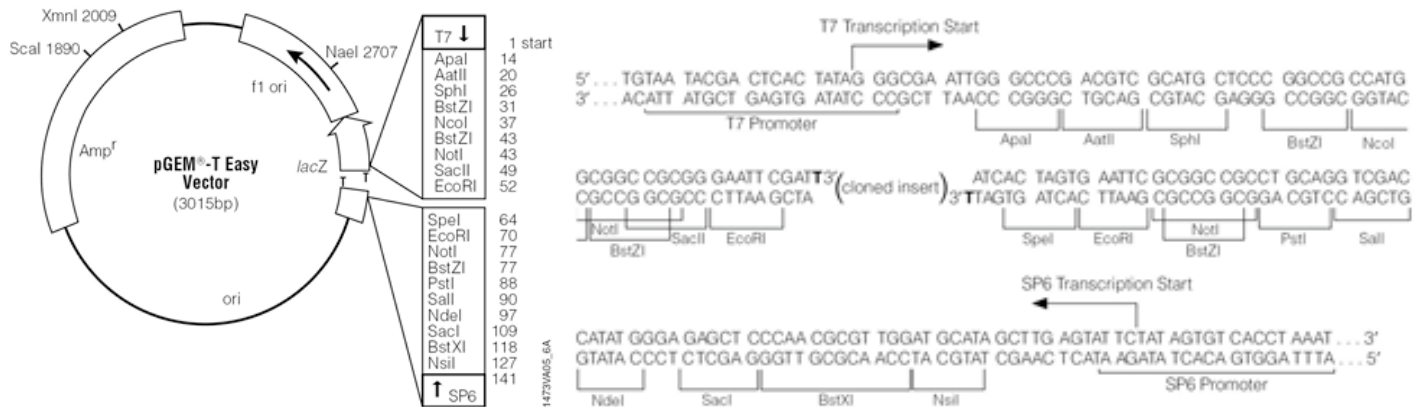 XmnI 2009
ScaI 1890
NaeI 2707
f1 ori
Amp^r
pGEM®-T Easy
Vector
(3015bp)
lacZ
T T
ori
T7 ↓
1 start
ApaI 14
AatII 20
SphI 26
BstZI 31
NcoI 37
BstZI 43
NotI 43
SacII 49
EcoRI 52
SpeI 64
EcoRI 70
NotI 77
BstZI 77
PstI 88
SalI 90
NdeI 97
SacI 109
BstXI 118
NsiI 127
141
↑ SP6
1473VA05_6A
T7 Transcription Start
5′ ... TGTAA TACGA CTCAC TATAG GGCGA ATTGG GCCCG ACGTC GCATG CTCCC GGCCG CCATG
3′ ... ACATT ATGCT GAGTG ATATC CCGCT TAACC CGGGC TGCAG CGTAC GAGGG CCGGC GGTAC
T7 Promoter
ApaI AatII SphI BstZI NcoI
GCGGC CGCGG GAATT CGATT3′ (cloned insert) ATCAC TAGTG AATTC GCGGC CGCCT GCAGG TCGAC
CGCCG GCGCC CTTAA GCTA 3′TTAGTG ATCAC TTAAG CGCCG GCGGA CGTCC AGCTG
NotI SacII EcoRI SpeI EcoRI NotI PstI SalI
BstZI BstZI
SP6 Transcription Start
CATAT GGGA GAGCT CCCAA CGCGT TGGA TGCATA GCTTG AGTAT TCTAT AGTGT CACCT AAAT ... 3′
GTATA CCCT CTCGA GGGTT GCGCA ACCT ACGTAT CGAAC TCATA AGATA TCACA GTGGA TTTA ... 5′
NdeI SacI BstXI NsiI
SP6 Promoter